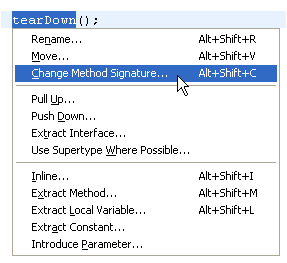 tearDown();
Rename... Alt+Shift+R
Move... Alt+Shift+V
Change Method Signature... Alt+Shift+C
Pull Up...
Push Down...
Extract Interface...
Use Supertype Where Possible...
Inline... Alt+Shift+I
Extract Method... Alt+Shift+M
Extract Local Variable... Alt+Shift+L
Extract Constant...
Introduce Parameter...